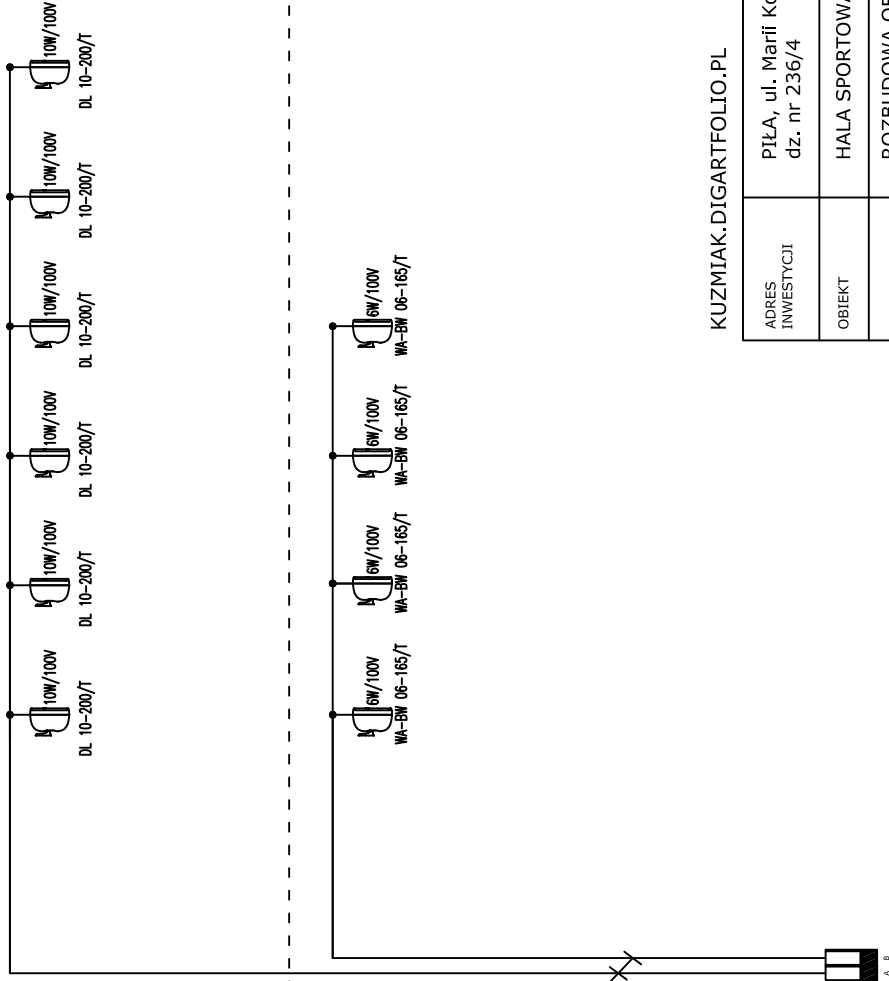 10W/100V
DL 10-200/T
10W/100V
DL 10-200/T
10W/100V
DL 10-200/T
10W/100V
DL 10-200/T
10W/100V
DL 10-200/T
10W/100V
DL 10-200/T
6W/100V
WA-BW 06-165/T
6W/100V
WA-BW 06-165/T
6W/100V
WA-BW 06-165/T
6W/100V
WA-BW 06-165/T
KUZMIAK.DIGARTFOLIO.PL
ADRES
INWESTYCJI
PIŁA, ul. Marii Ko
dz. nr 236/4
OBIEKT
HALA SPORTOWA
ROZBUDOWA
A
B